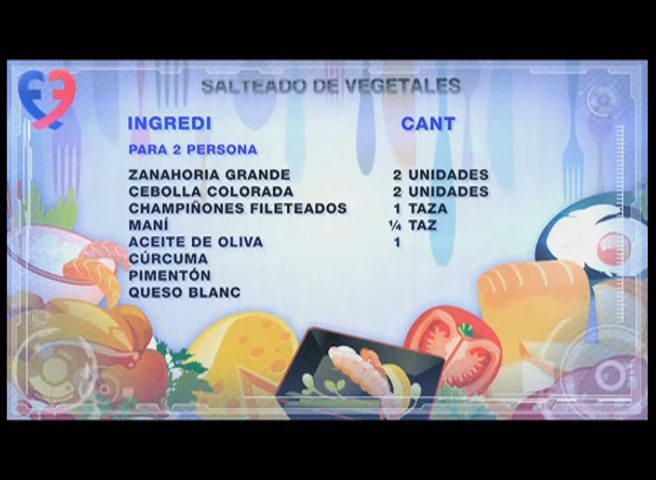 SALTEADO DE VEGETALES
INGREDI CANT
PARA 2 PERSONA
ZANAHORIA GRANDE 2 UNIDADES
CEBOLLA COLORADA 2 UNIDADES
CHAMPIÑONES FILETEADOS 1 TAZA
MANÍ ¼ TAZ
ACEITE DE OLIVA 1
CÚRCUMA
PIMENTÓN
QUESO BLANC